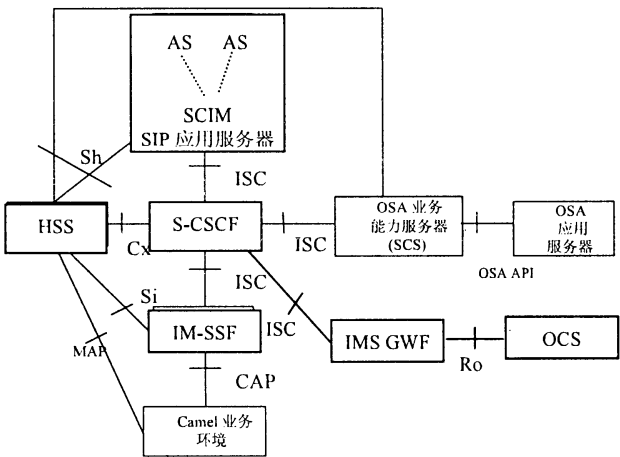 AS AS
SCIM
SIP 应用服务器
Sh
ISC
HSS
S-CSCF
OSA 业务
能力服务器
(SCS)
OSA
应用
服务器
Cx
ISC
OSA API
ISC
Si
IM-SSF
ISC
IMS GWF
OCS
MAP
Ro
CAP
Camel 业务
环境